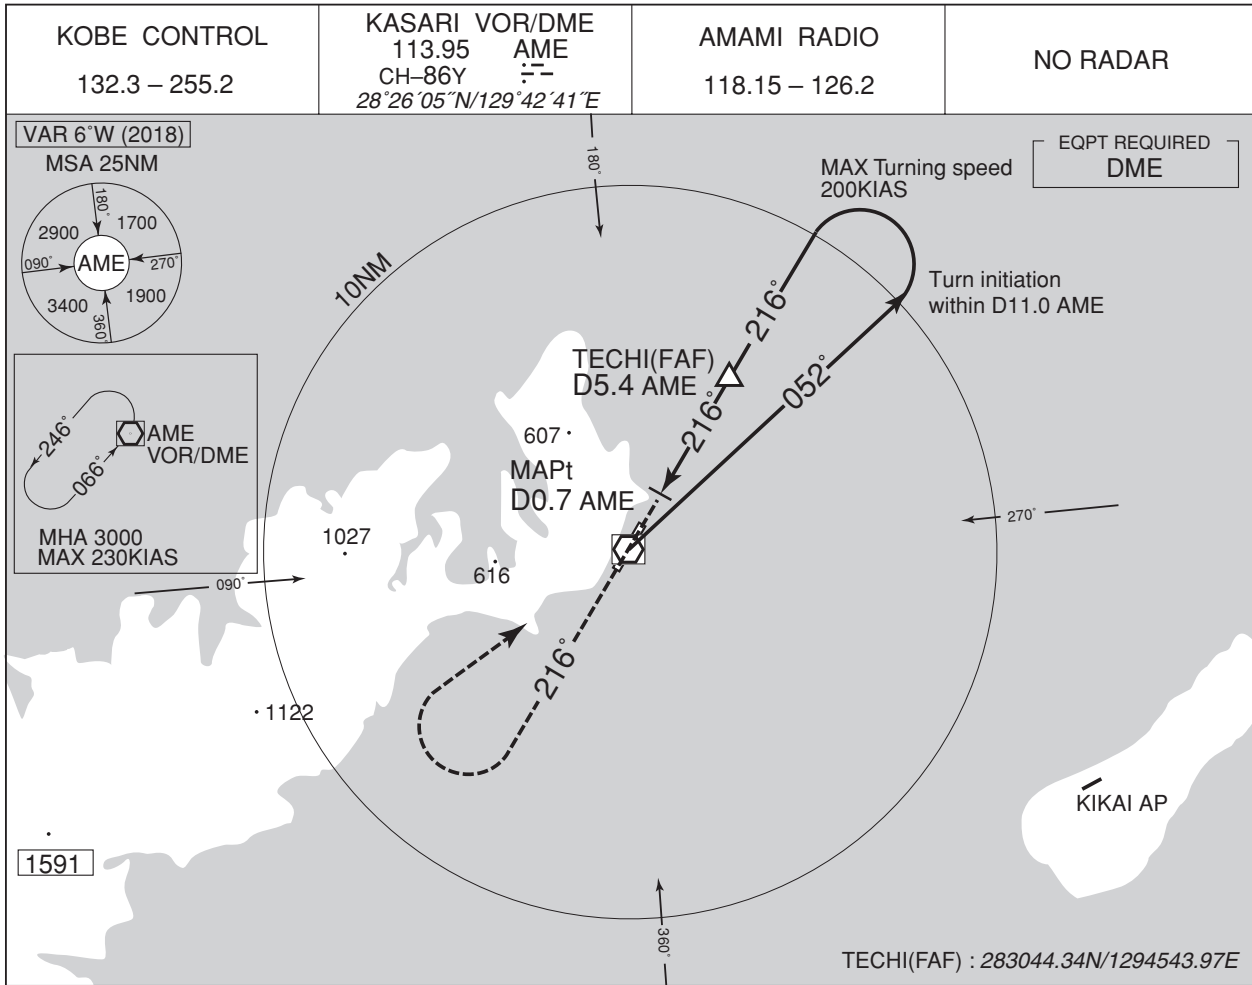 KOBE CONTROL
132.3 – 255.2
KASARI VOR/DME
113.95 AME
CH–86Y
28°26´05˝N/129°42´41˝E
AMAMI RADIO
118.15 – 126.2
NO RADAR
VAR 6°W (2018)
MSA 25NM
180°
2900
1700
090°
AME
270°
3400
1900
360°
180°
10NM
MAX Turning speed
200KIAS
EQPT REQUIRED
DME
Turn initiation
within D11.0 AME
216°
TECHI(FAF)
D5.4 AME
052°
216°
607
MAPt
D0.7 AME
246°
066°
AME
VOR/DME
MHA 3000
MAX 230KIAS
1027
616
270°
090°
216°
1122
KIKAI AP
1591
360°
TECHI(FAF) : 283044.34N/1294543.97E